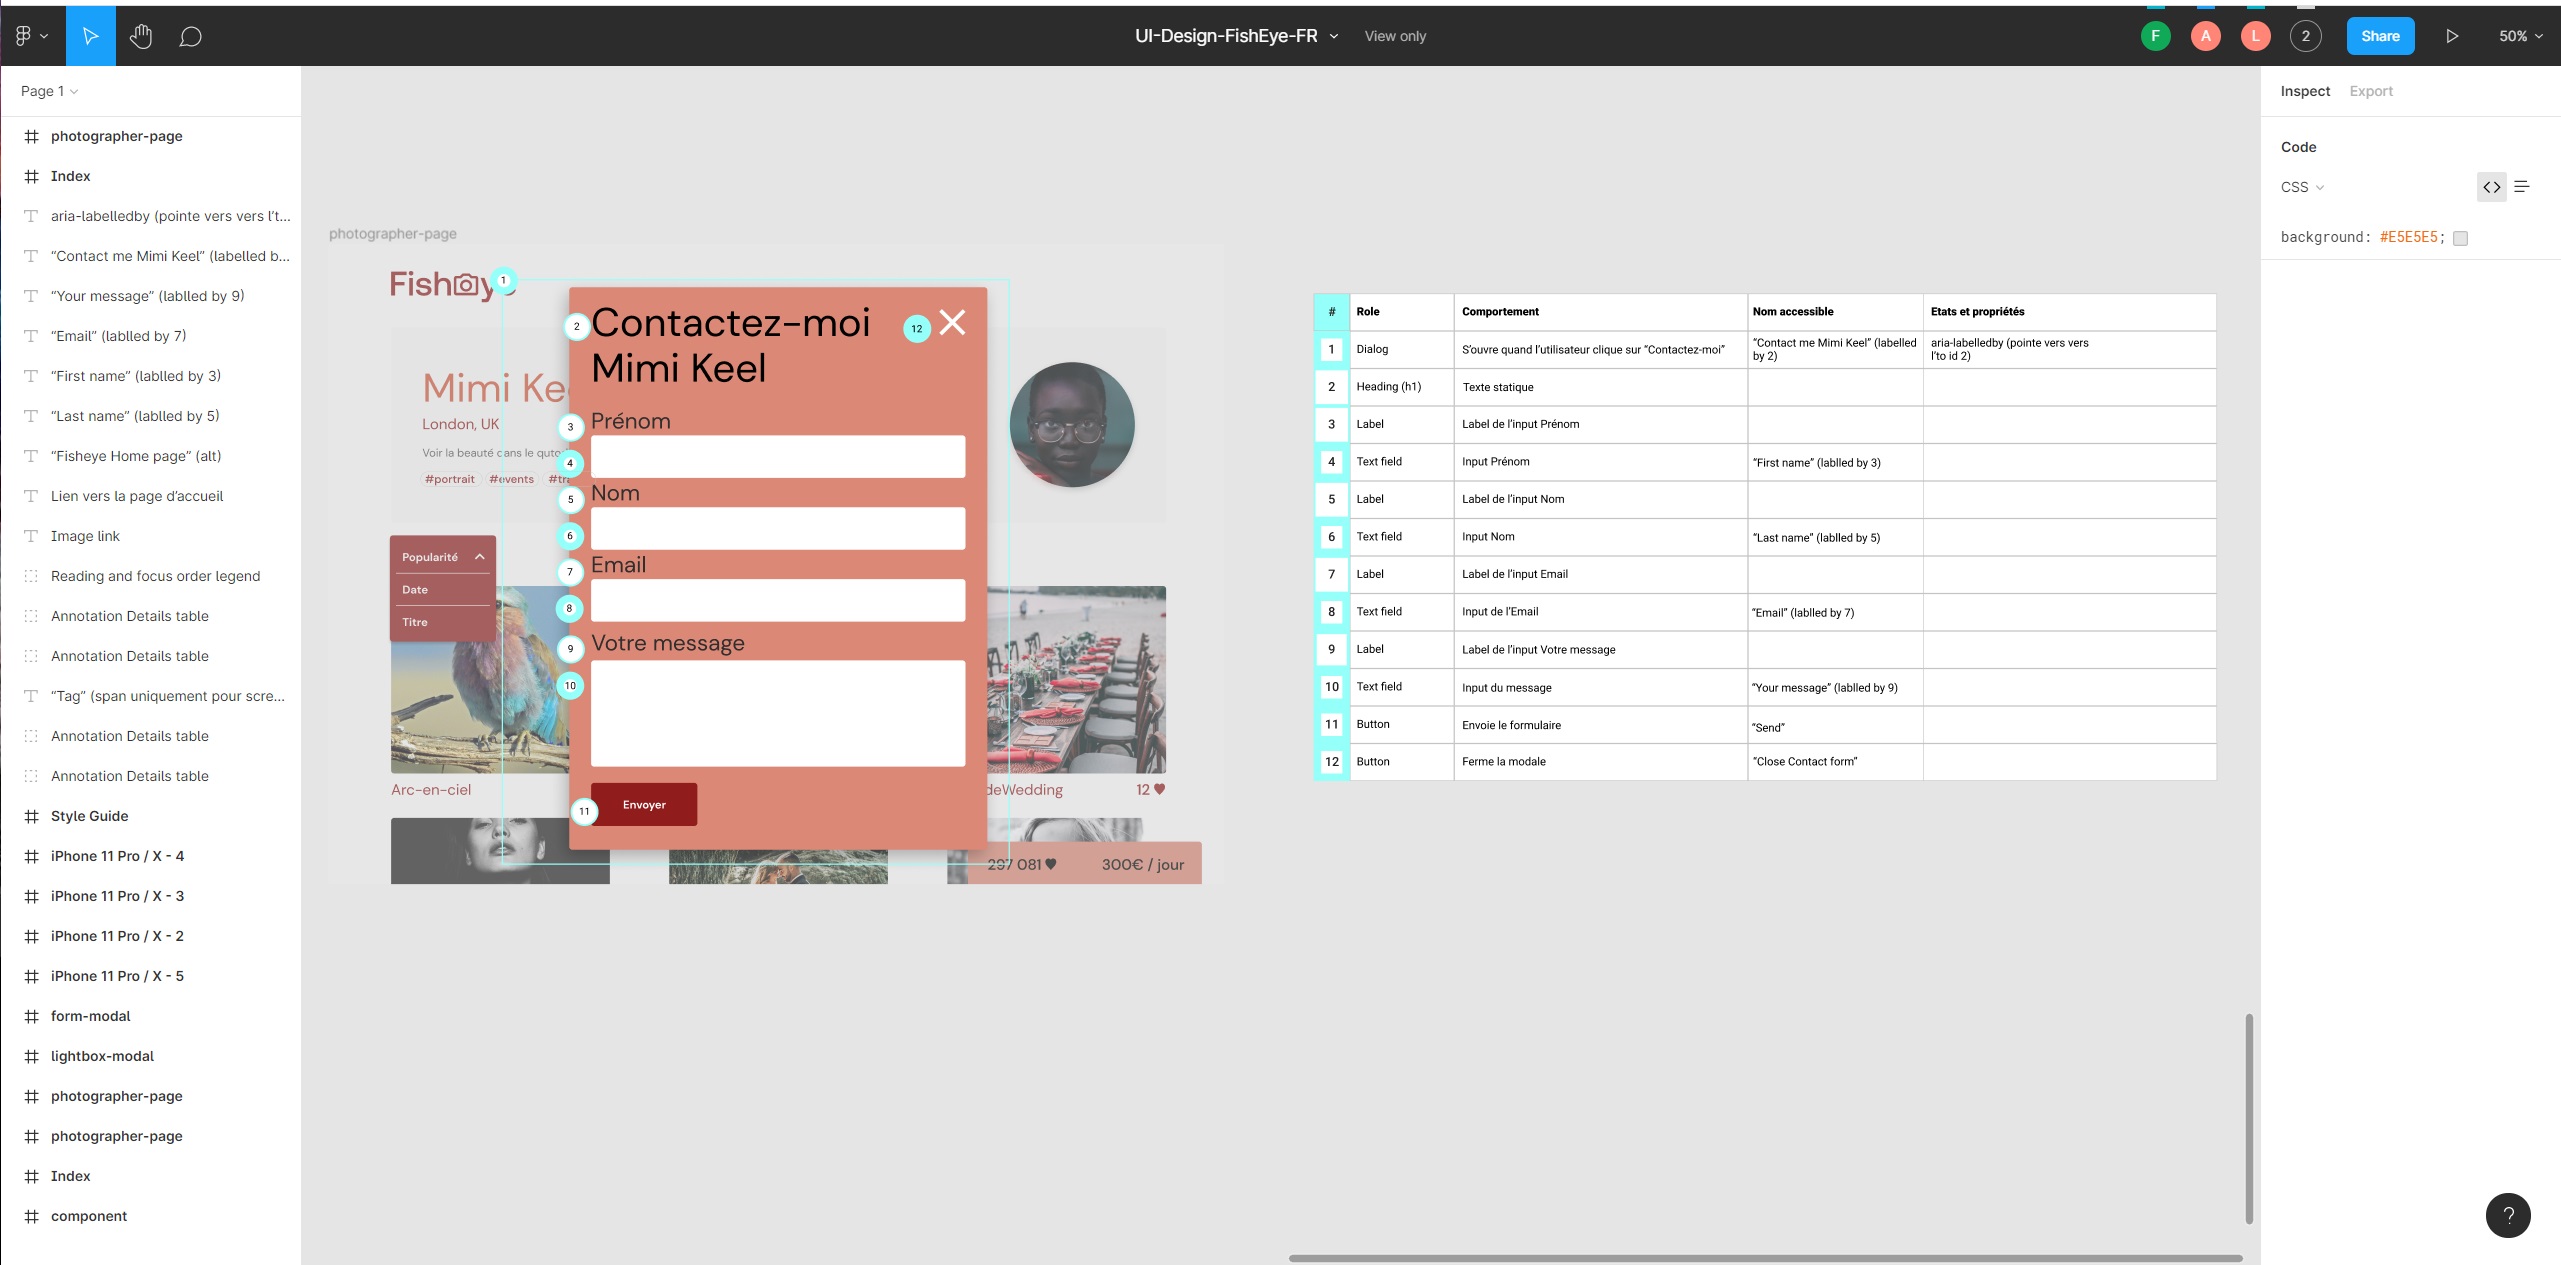 UI-Design-FishEye-FR View only
F A L 2 Share 50%
Page 1
photographer-page
Index
aria-labelledby (pointe vers vers l't...
“Contact me Mimi Keel” (labelled b...
“Your message” (lablled by 9)
“Email” (lablled by 7)
“First name” (lablled by 3)
“Last name” (lablled by 5)
“Fisheye Home page” (alt)
Lien vers la page d’accueil
Image link
Reading and focus order legend
Annotation Details table
Annotation Details table
“Tag” (span uniquement pour scre...
Annotation Details table
Annotation Details table
Style Guide
iPhone 11 Pro / X - 4
iPhone 11 Pro / X - 3
iPhone 11 Pro / X - 2
iPhone 11 Pro / X - 5
form-modal
lightbox-modal
photographer-page
photographer-page
Index
component
photographer-page
1
2 Contactez-moi 12
Mimi Keel
Mimi Ke
London, UK
Voir la beauté dans le
#portrait #events
Popularité
Date
Titre
3 Prénom
4
5 Nom
6
7 Email
8
9 Votre message
10
11 Envoyer
Arc-en-ciel
deWedding 12
297 081 300€ / jour
# Role Comportement Nom accessible Etats et propriétés
1 Dialog S’ouvre quand l’utilisateur clique sur “Contactez-moi” “Contact me Mimi Keel” (labelled by 2) aria-labelledby (pointe vers vers l’to id 2)
2 Heading (h1) Texte statique
3 Label Label de l’input Prénom
4 Text field Input Prénom “First name” (lablled by 3)
5 Label Label de l’input Nom
6 Text field Input Nom “Last name” (lablled by 5)
7 Label Label de l’input Email
8 Text field Input de l’Email “Email” (lablled by 7)
9 Label Label de l’input Votre message
10 Text field Input du message “Your message” (lablled by 9)
11 Button Envoie le formulaire “Send”
12 Button Ferme la modale “Close Contact form”
Inspect Export
Code
CSS
background: #E5E5E5;
?